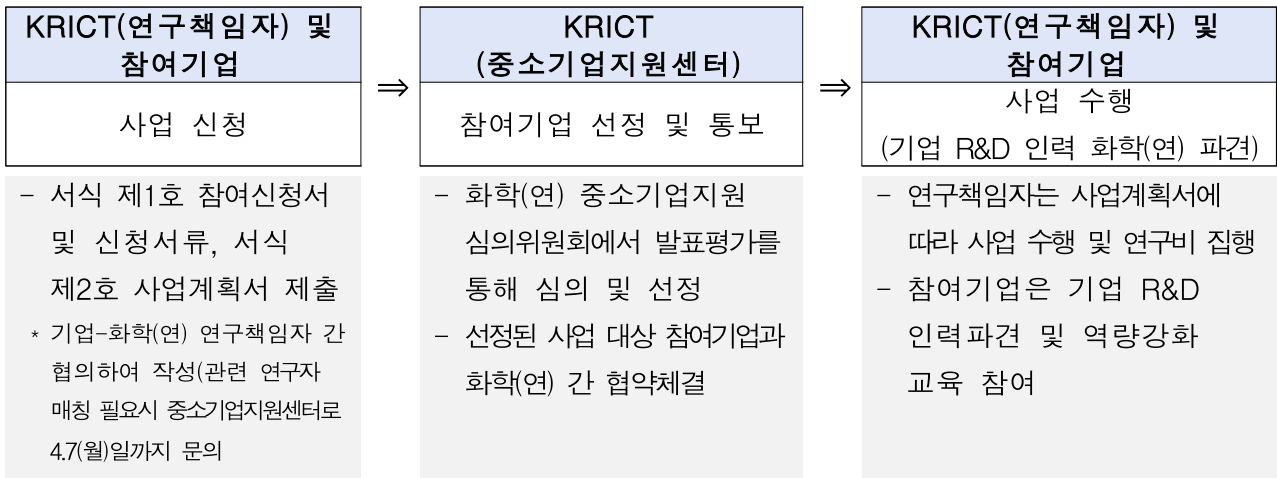 KRICT(연구책임자) 및
참여기업
사업 신청
- 서식 제1호 참여신청서
및 신청서류, 서식
제2호 사업계획서 제출
* 기업-화학(연) 연구책임자 간
협의하여 작성(관련 연구자
매칭 필요시 중소기업지원센터로
4.7(월)일까지 문의
⇒
KRICT
(중소기업지원센터)
참여기업 선정 및 통보
- 화학(연) 중소기업지원
심의위원회에서 발표평가를
통해 심의 및 선정
- 선정된 사업 대상 참여기업과
화학(연) 간 협약체결
⇒
KRICT(연구책임자) 및
참여기업
사업 수행
(기업 R&D 인력 화학(연) 파견)
- 연구책임자는 사업계획서에
따라 사업 수행 및 연구비 집행
- 참여기업은 기업 R&D
인력파견 및 역량강화
교육 참여